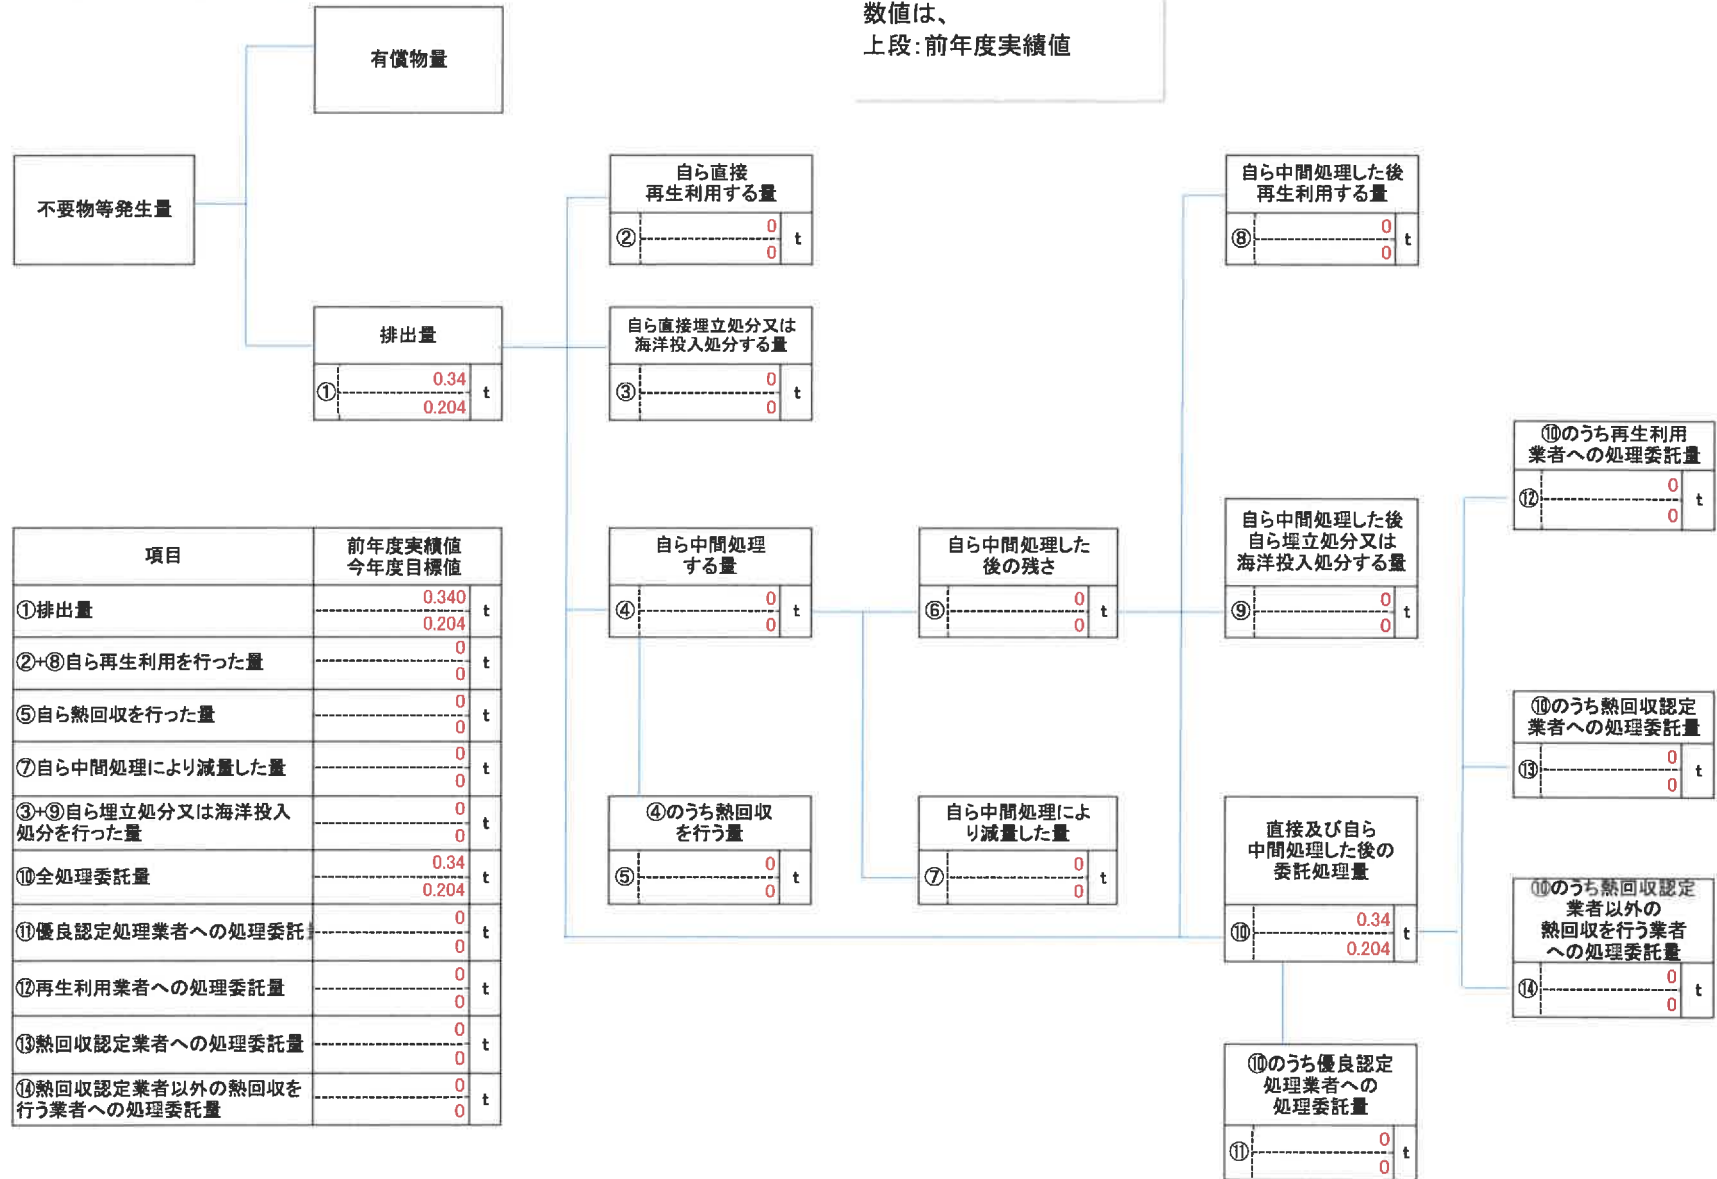 数値は、
上段:前年度実績値
有償物量
不要物等発生量
排出量
①
0.34
0.204
t
自ら直接
再生利用する量
②
0
0
t
自ら直接埋立処分又は
海洋投入処分する量
③
0
0
t
自ら中間処理
する量
④
0
0
t
④のうち熱回収
を行う量
⑤
0
0
t
自ら中間処理した
後の残さ
⑥
0
0
t
自ら中間処理によ
り減量した量
⑦
0
0
t
自ら中間処理した後
再生利用する量
⑧
0
0
t
自ら中間処理した後
自ら埋立処分又は
海洋投入処分する量
⑨
0
0
t
直接及び自ら
中間処理した後の
委託処理量
⑩
0.34
0.204
t
⑩のうち優良認定
処理業者への
処理委託量
⑪
0
0
t
⑩のうち再生利用
業者への処理委託量
⑫
0
0
t
⑩のうち熱回収認定
業者への処理委託量
⑬
0
0
t
⑩のうち熱回収認定
業者以外の
熱回収を行う業者
への処理委託量
⑭
0
0
t
項目
前年度実績値
今年度目標値
①排出量
0.340
0.204
t
②+⑧自ら再生利用を行った量
0
0
t
⑤自ら熱回収を行った量
0
0
t
⑦自ら中間処理により減量した量
0
0
t
③+⑨自ら埋立処分又は海洋投入
処分を行った量
0
0
t
⑩全処理委託量
0.34
0.204
t
⑪優良認定処理業者への処理委託
0
0
t
⑫再生利用業者への処理委託量
0
0
t
⑬熱回収認定業者への処理委託量
0
0
t
⑭熱回収認定業者以外の熱回収を
行う業者への処理委託量
0
0
t